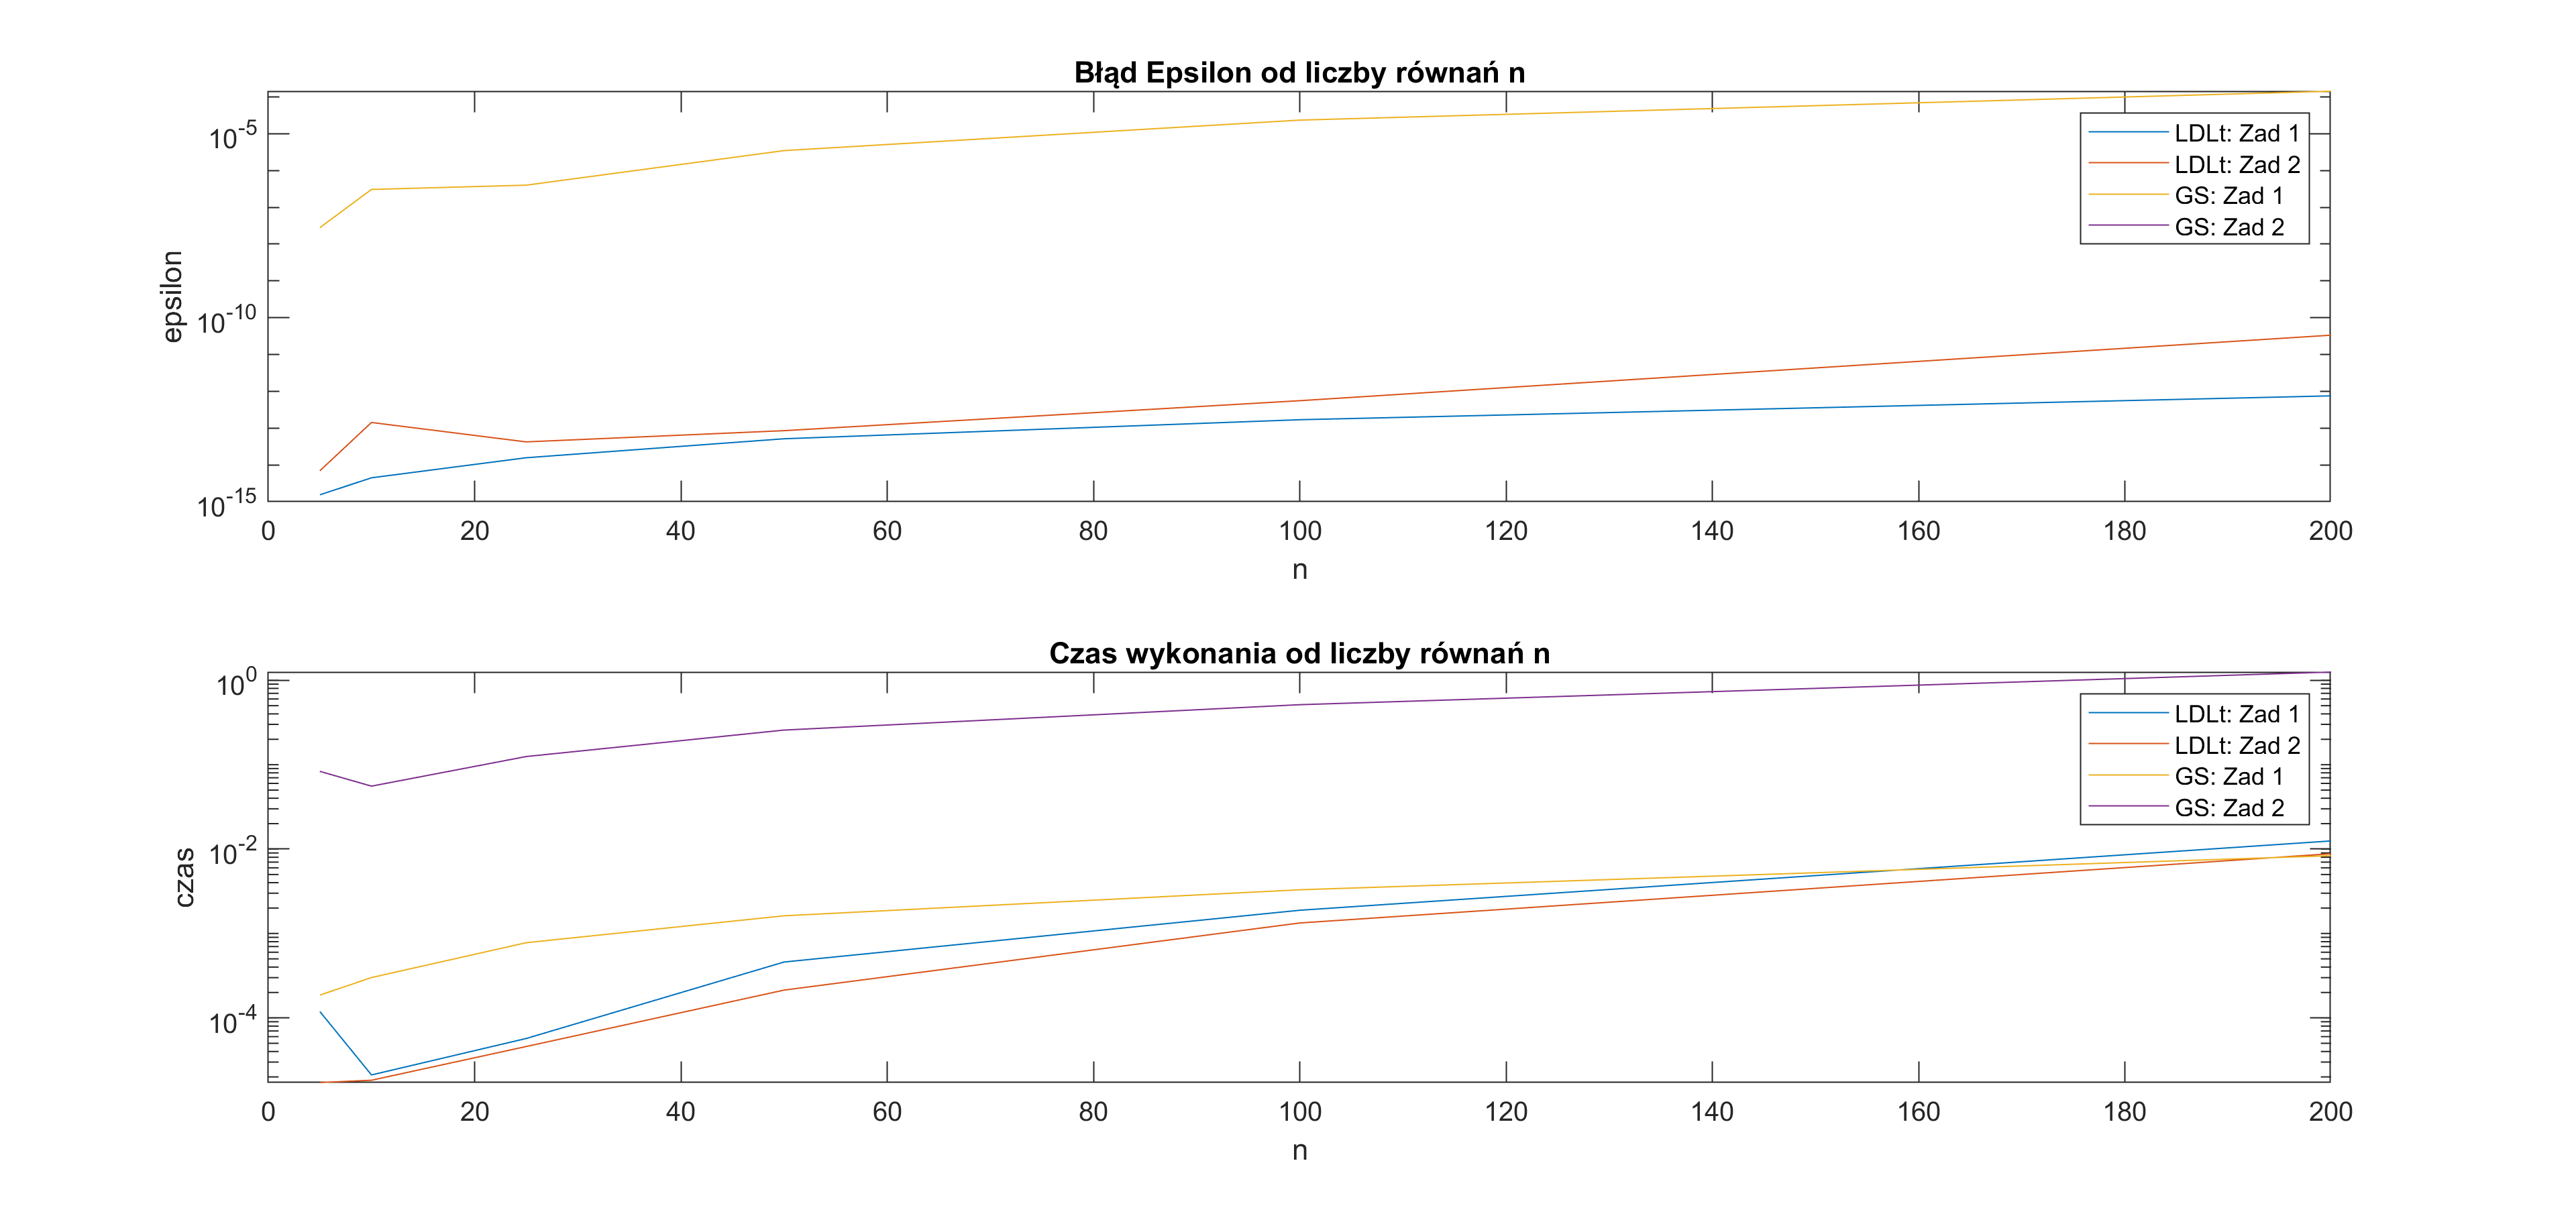 Błąd Epsilon od liczby równań n
10^-5
10^-10
10^-15
epsilon
LDLt: Zad 1
LDLt: Zad 2
GS: Zad 1
GS: Zad 2
0 20 40 60 80 100 120 140 160 180 200
n
Czas wykonania od liczby równań n
10^0
10^-2
10^-4
czas
LDLt: Zad 1
LDLt: Zad 2
GS: Zad 1
GS: Zad 2
0 20 40 60 80 100 120 140 160 180 200
n